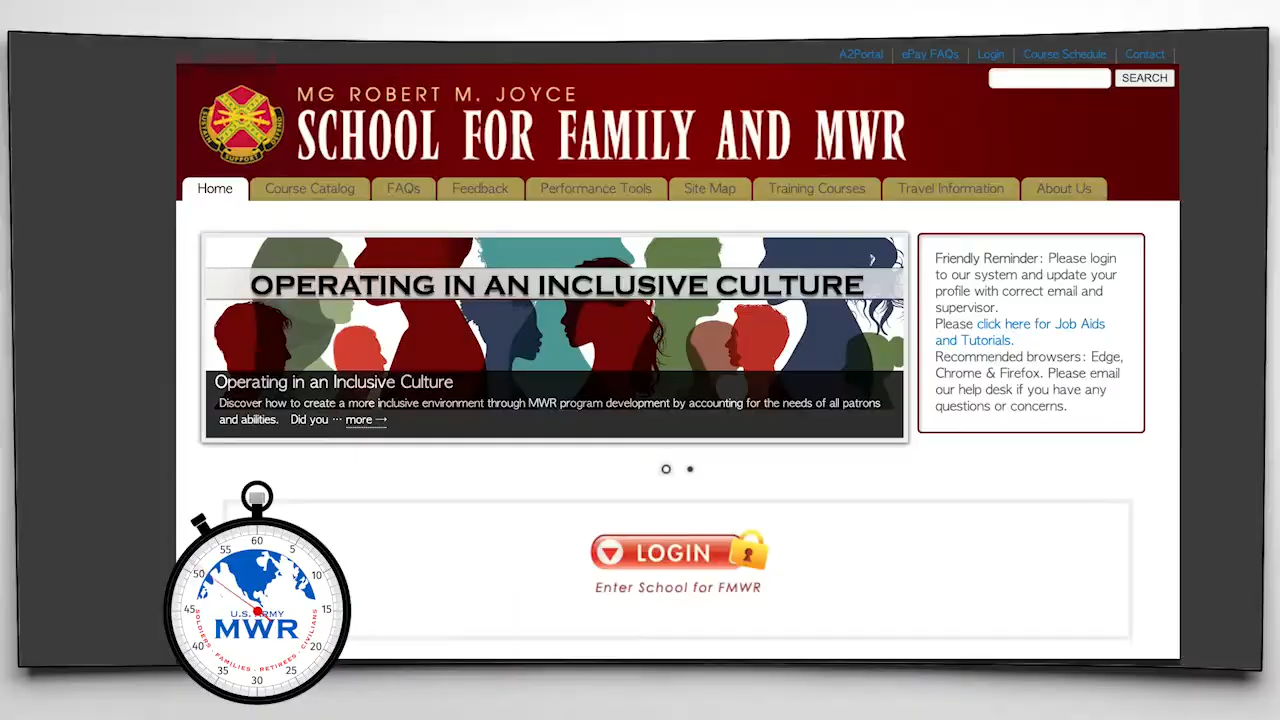 A2Portal ePay FAQs Login Course Schedule Contact
SEARCH
MG ROBERT M. JOYCE
SCHOOL FOR FAMILY AND MWR
SUSTAIN SUPPORT DEFEND
Home Course Catalog FAQs Feedback Performance Tools Site Map Training Courses Travel Information About Us
OPERATING IN AN INCLUSIVE CULTURE
Operating in an Inclusive Culture
Discover how to create a more inclusive environment through MWR program development by accounting for the needs of all patrons
and abilities. Did you ··· more →
Friendly Reminder: Please login
to our system and update your
profile with correct email and
supervisor.
Please click here for Job Aids
and Tutorials.
Recommended browsers: Edge,
Chrome & Firefox. Please email
our help desk if you have any
questions or concerns.
LOGIN
Enter School for FMWR
60
5
10
15
20
25
30
35
40
45
50
55
U.S. ARMY
MWR
SOLDIERS · FAMILIES · RETIREES · CIVILIANS